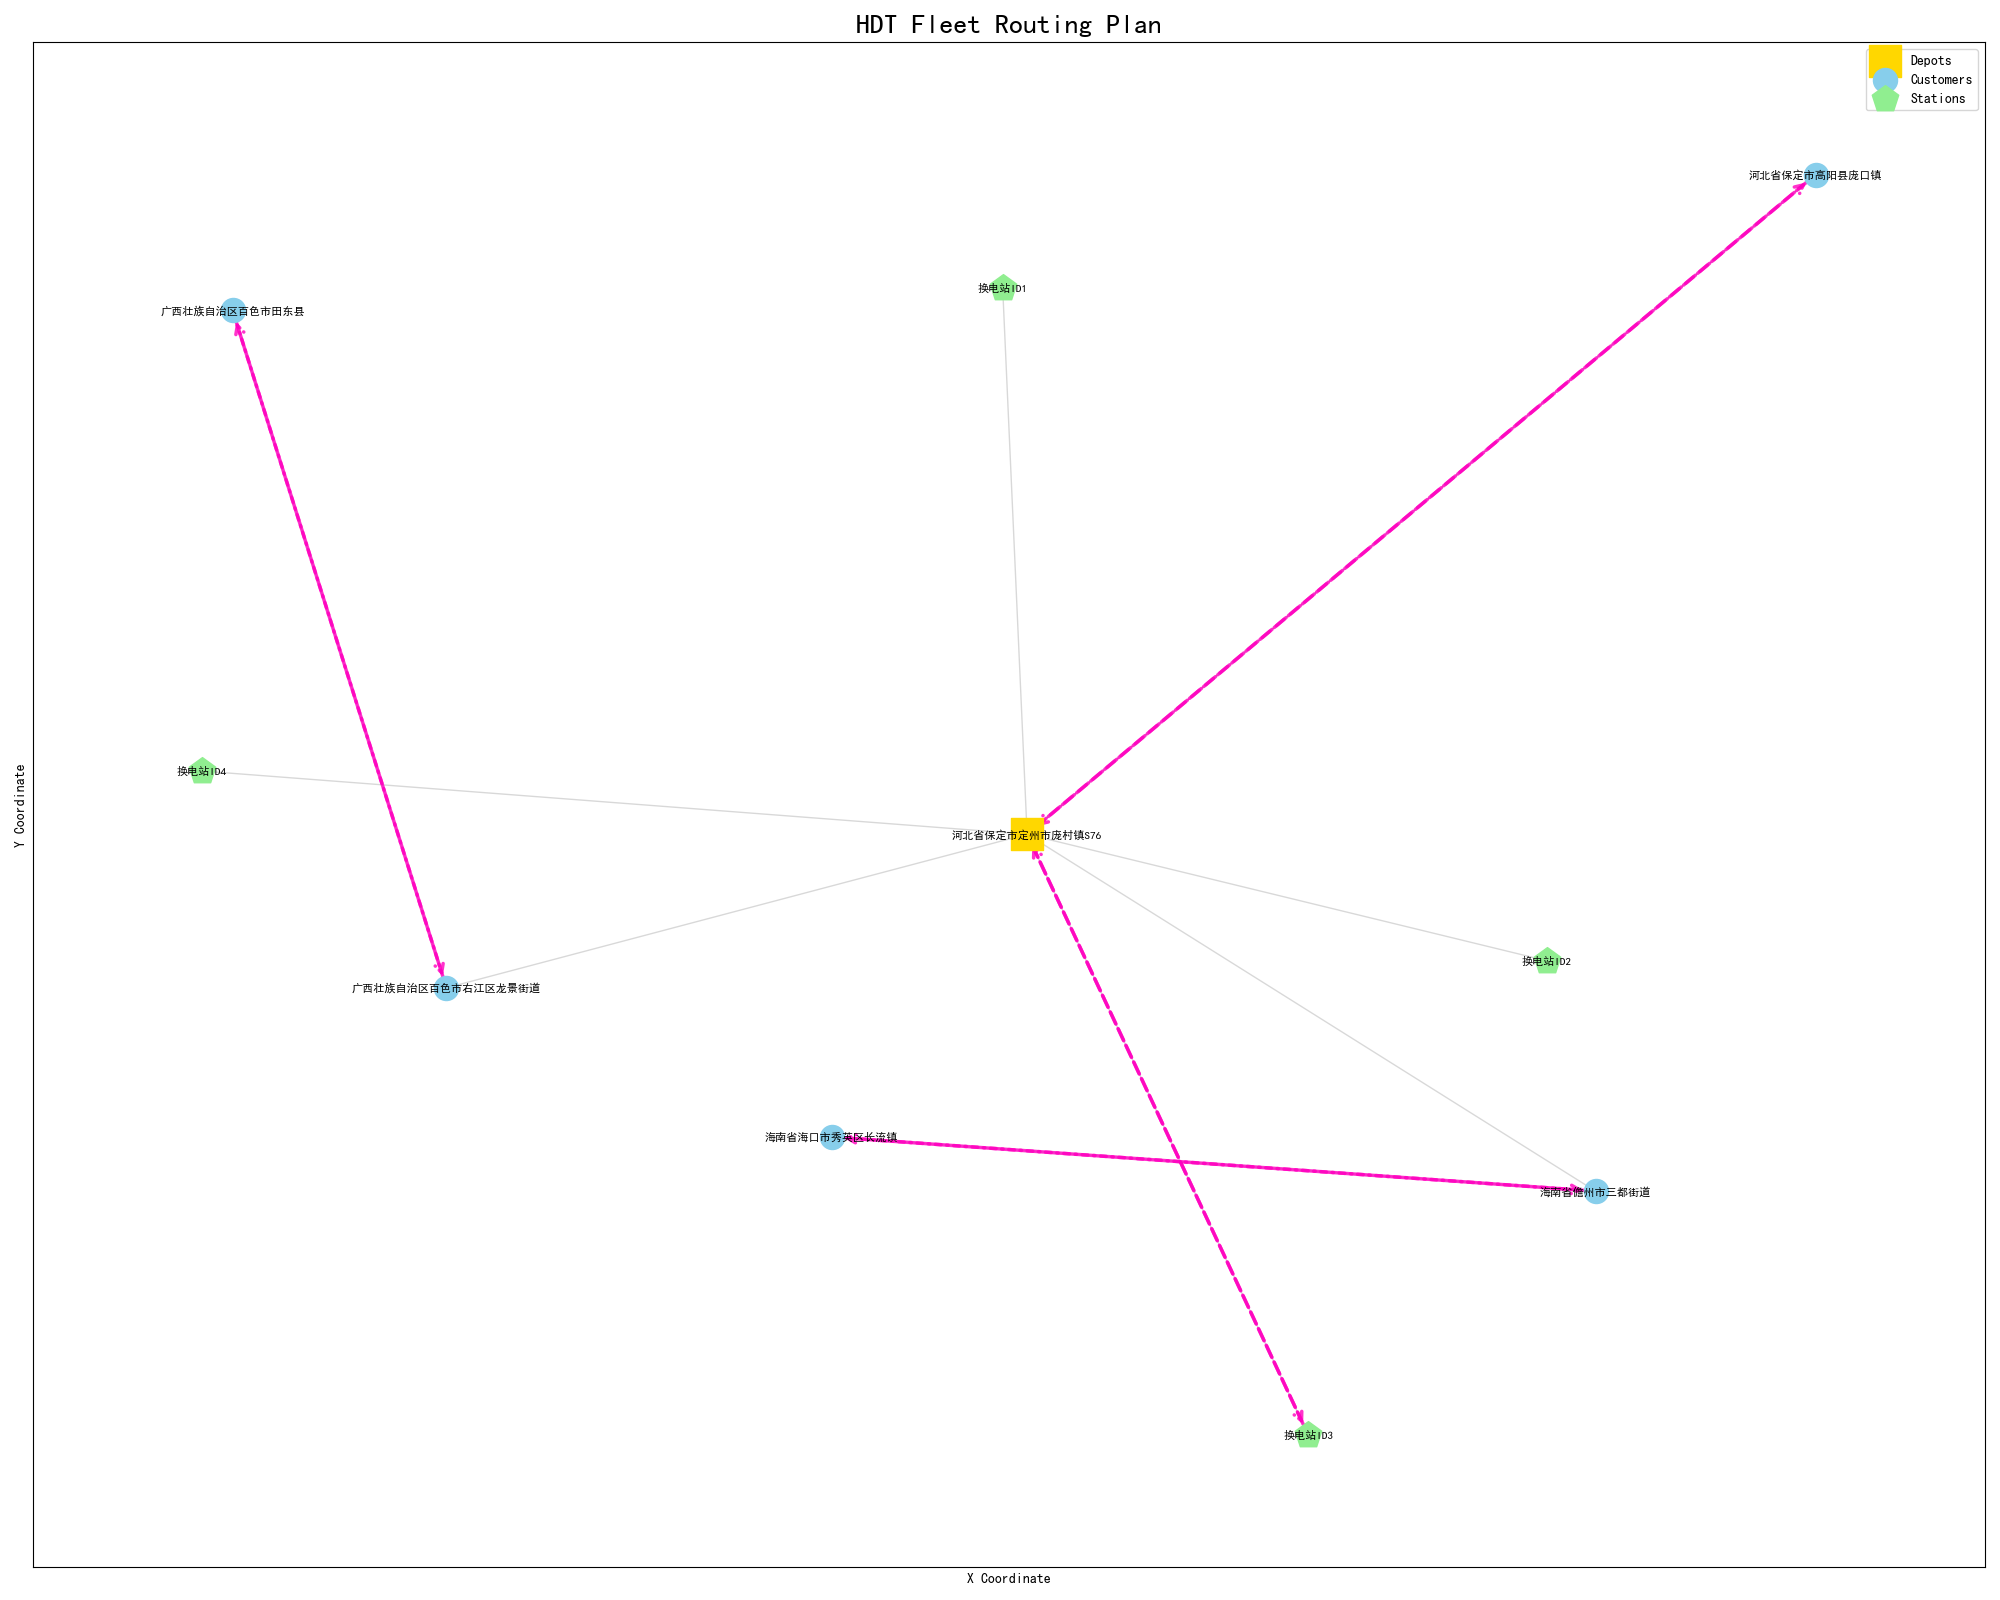 HDT Fleet Routing Plan
Depots
Customers
Stations
河北省保定市高阳县庞口镇
换电站ID1
广西壮族自治区百色市田东县
换电站ID4
河北省保定市定州市庞村镇S76
换电站ID2
广西壮族自治区百色市右江区龙景街道
海南省海口市秀英区长流镇
海南省儋州市三都街道
换电站ID3
Y Coordinate
X Coordinate